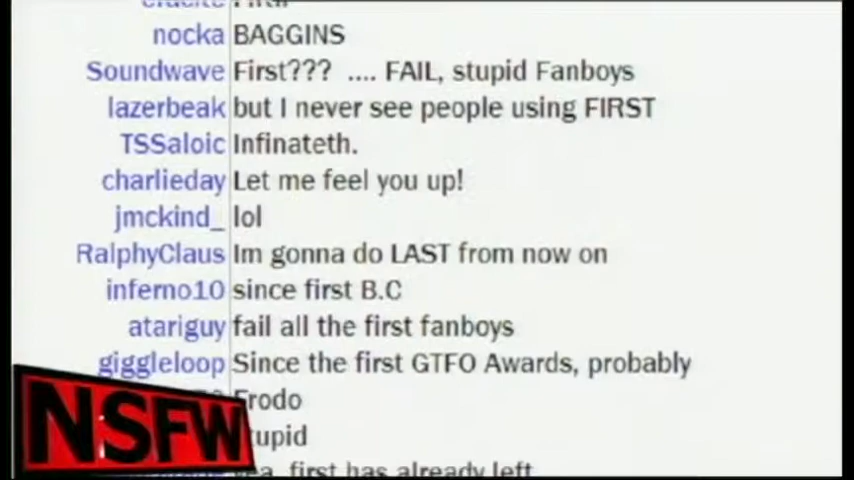 nocka BAGGINS
Soundwave First??? .... FAIL, stupid Fanboys
lazerbeak but I never see people using FIRST
TSSaloic Infinateth.
charlieday Let me feel you up!
jmckind_ lol
RalphyClaus Im gonna do LAST from now on
inferno10 since first B.C
atariguy fail all the first fanboys
giggleloop Since the first GTFO Awards, probably
Frodo
NSFW
first has already left